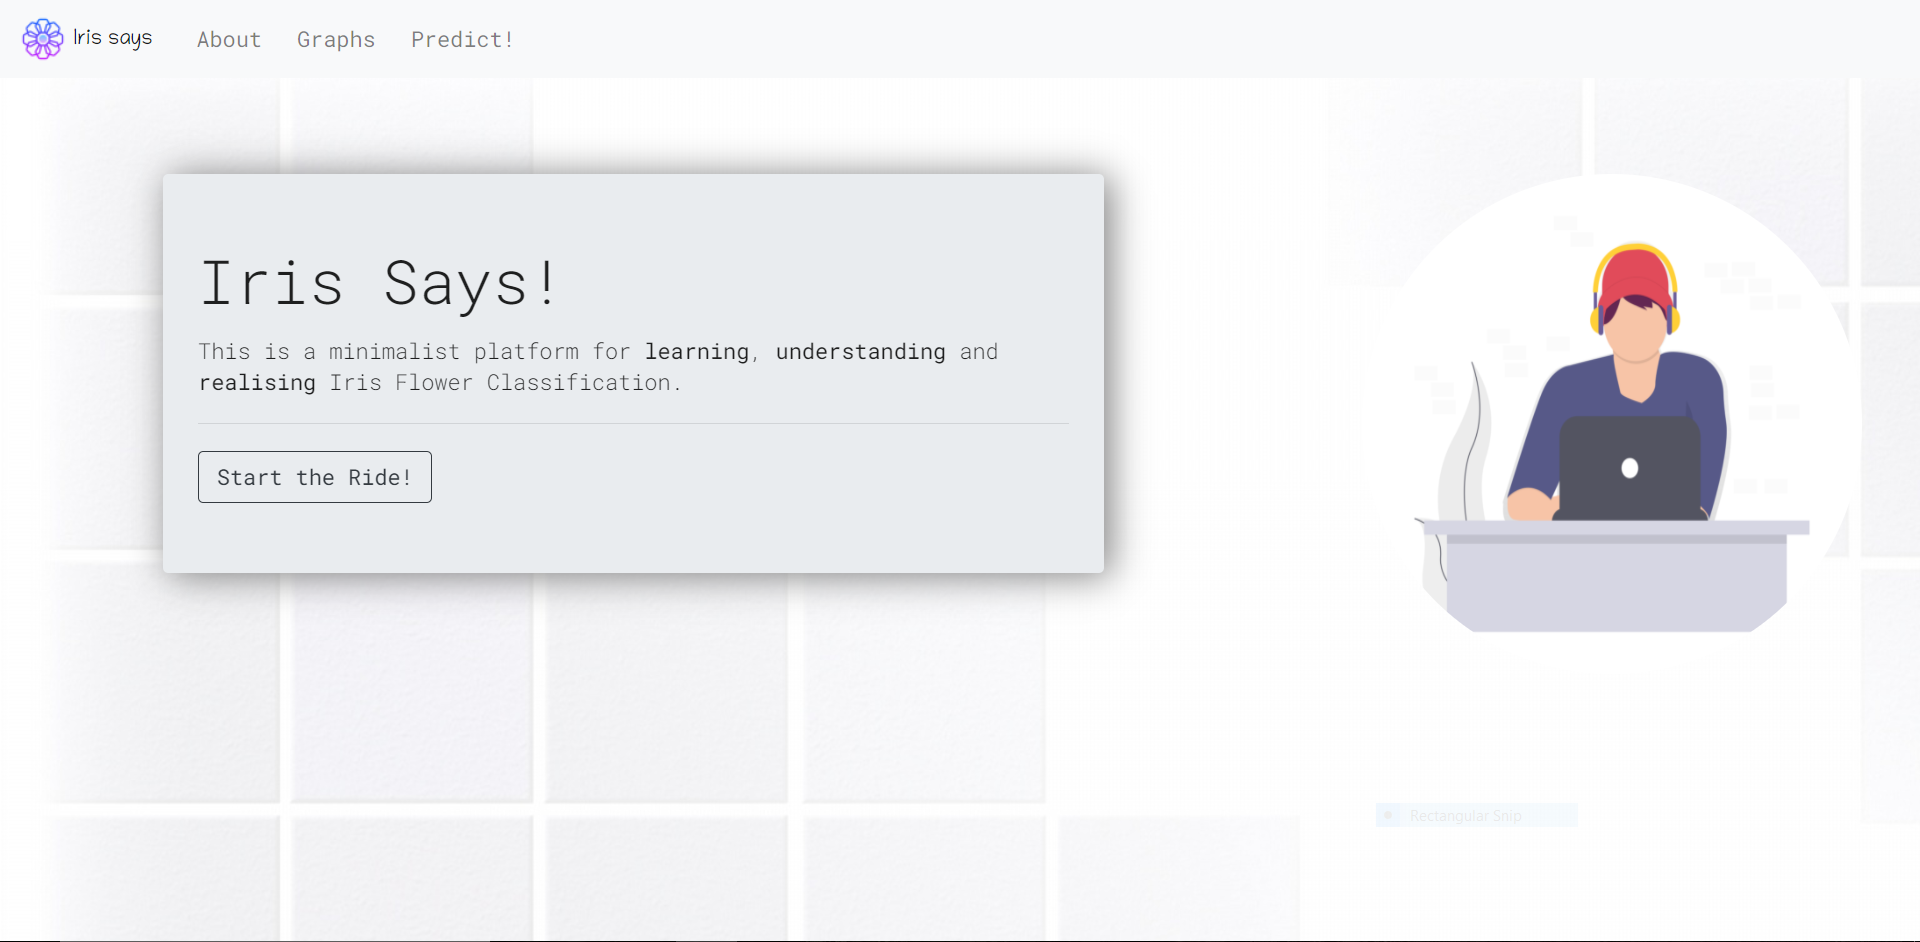 Iris says
About
Graphs
Predict!
Iris Says!
This is a minimalist platform for learning, understanding and
realising Iris Flower Classification.
Start the Ride!
Rectangular Snip